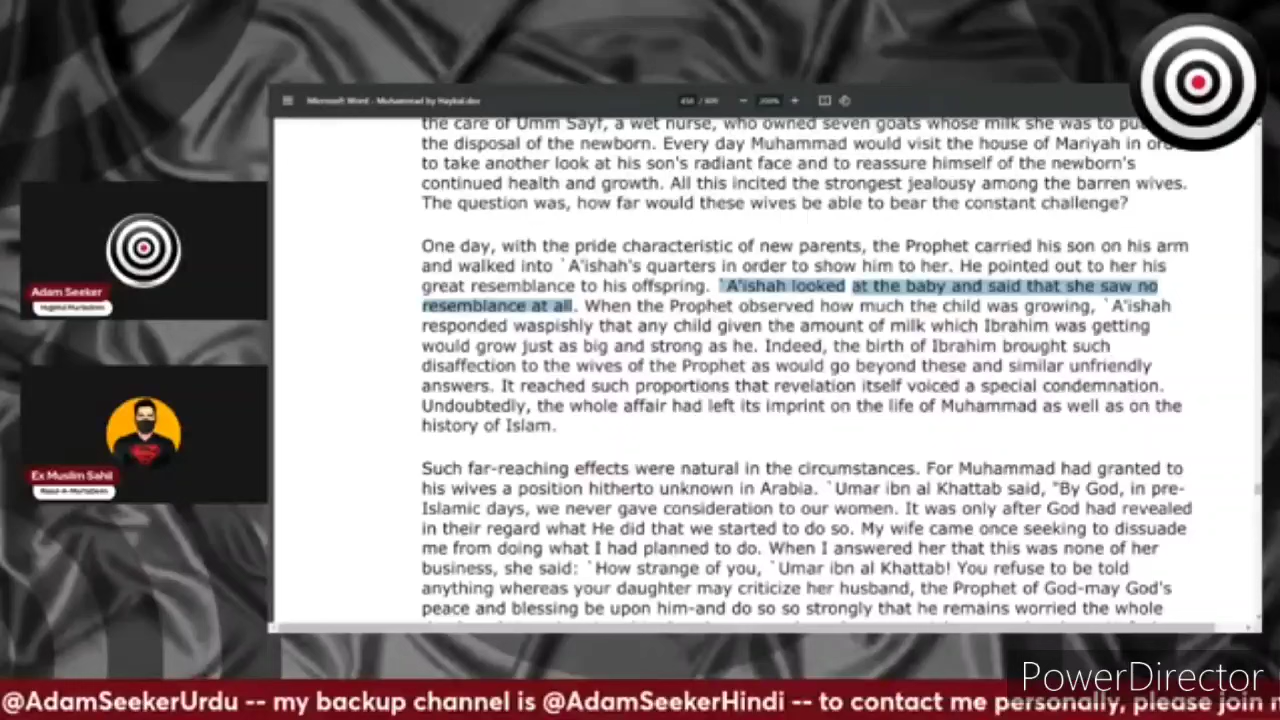 Microsoft Word - Muhammad by Haykal.doc
200%
the care of Umm Sayf, a wet nurse, who owned seven goats whose milk she was to put
the disposal of the newborn. Every day Muhammad would visit the house of Mariyah in
to take another look at his son's radiant face and to reassure himself of the newborn's
continued health and growth. All this incited the strongest jealousy among the barren wives.
The question was, how far would these wives be able to bear the constant challenge?
One day, with the pride characteristic of new parents, the Prophet carried his son on his arm
and walked into `A'ishah's quarters in order to show him to her. He pointed out to her his
great resemblance to his offspring. `A'ishah looked at the baby and said that she saw no
resemblance at all. When the Prophet observed how much the child was growing, `A'ishah
responded waspishly that any child given the amount of milk which Ibrahim was getting
would grow just as big and strong as he. Indeed, the birth of Ibrahim brought such
disaffection to the wives of the Prophet as would go beyond these and similar unfriendly
answers. It reached such proportions that revelation itself voiced a special condemnation.
Undoubtedly, the whole affair had left its imprint on the life of Muhammad as well as on the
history of Islam.
Such far-reaching effects were natural in the circumstances. For Muhammad had granted to
his wives a position hitherto unknown in Arabia. `Umar ibn al Khattab said, "By God, in pre-
Islamic days, we never gave consideration to our women. It was only after God had revealed
in their regard what He did that we started to do so. My wife came once seeking to dissuade
me from doing what I had planned to do. When I answered her that this was none of her
business, she said: `How strange of you, `Umar ibn al Khattab! You refuse to be told
anything whereas your daughter may criticize her husband, the Prophet of God-may God's
peace and blessing be upon him-and do so so strongly that he remains worried the whole
Adam Seeker
Ex Muslim Sahil
PowerDirector
@AdamSeekerUrdu -- my backup channel is @AdamSeekerHindi -- to contact me personally, please join